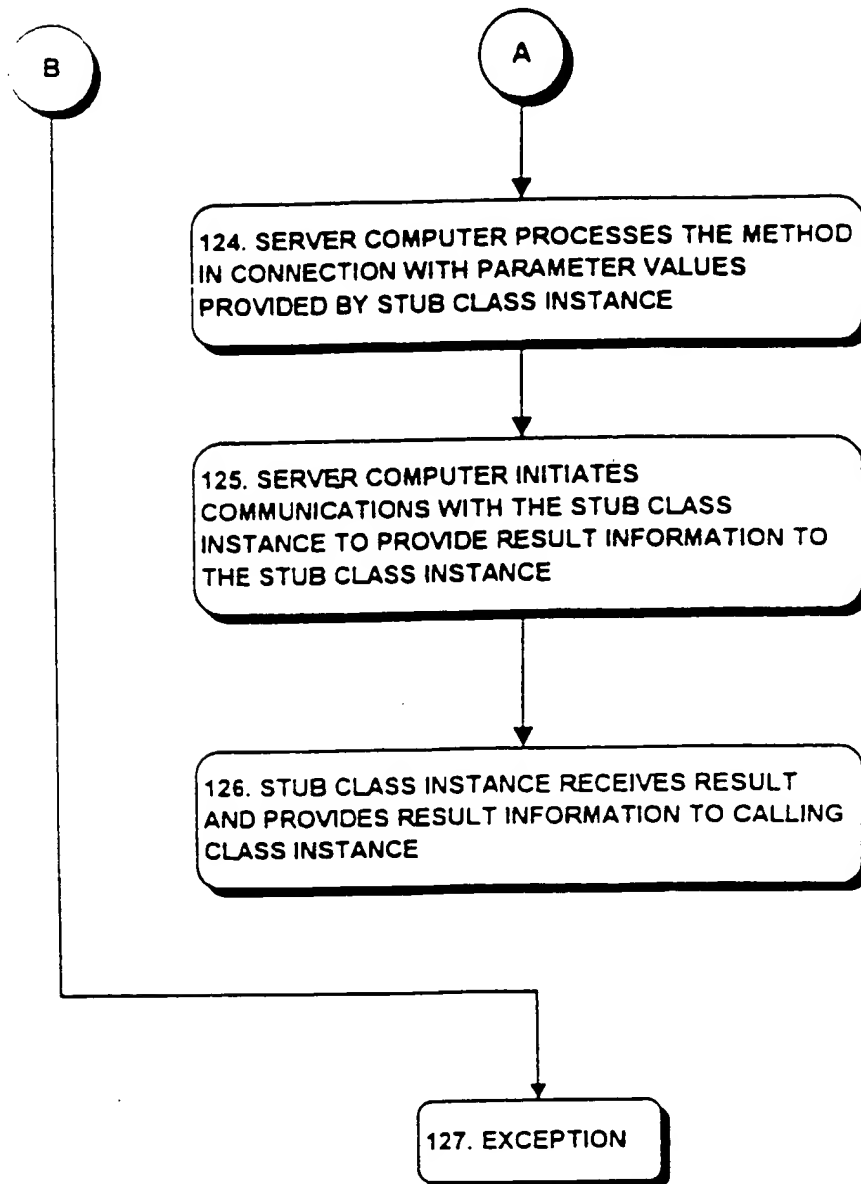 B
A
124. SERVER COMPUTER PROCESSES THE METHOD
IN CONNECTION WITH PARAMETER VALUES
PROVIDED BY STUB CLASS INSTANCE
125. SERVER COMPUTER INITIATES
COMMUNICATIONS WITH THE STUB CLASS
INSTANCE TO PROVIDE RESULT INFORMATION TO
THE STUB CLASS INSTANCE
126. STUB CLASS INSTANCE RECEIVES RESULT
AND PROVIDES RESULT INFORMATION TO CALLING
CLASS INSTANCE
127. EXCEPTION